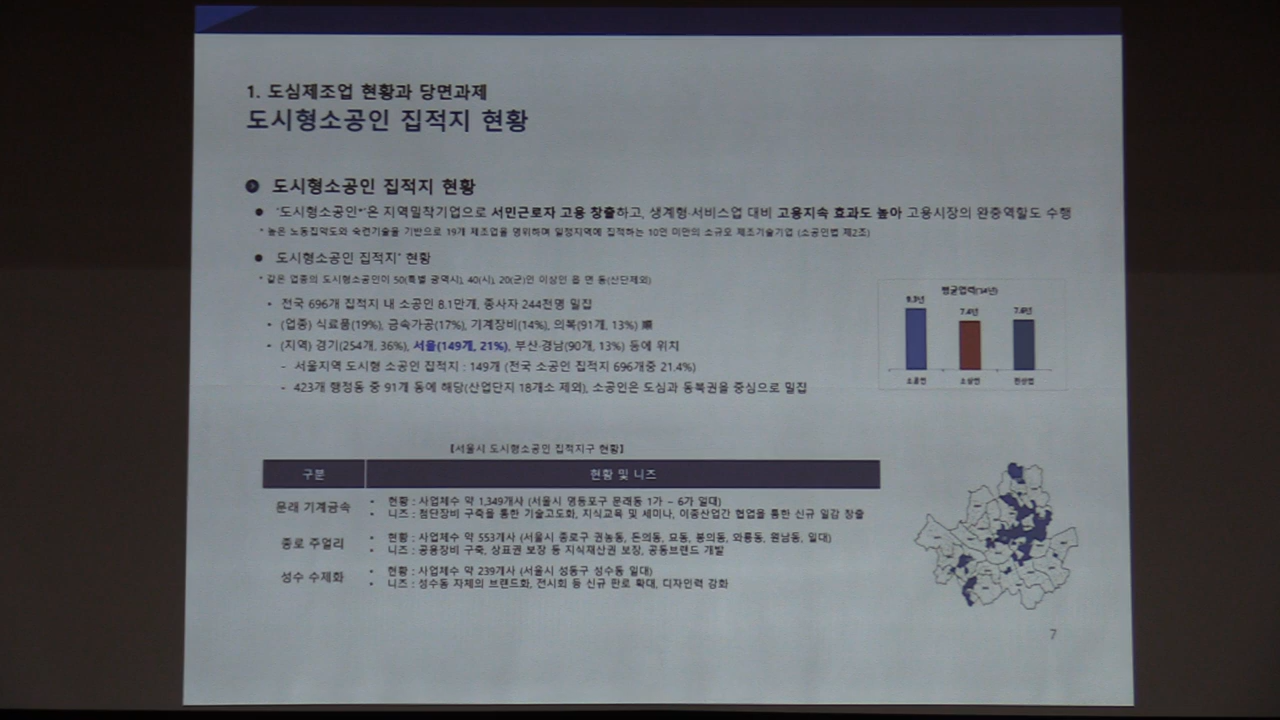 1. 도심제조업 현황과 당면과제
도시형소공인 집적지 현황
도시형소공인 집적지 현황
● '도시형소공인*'은 지역밀착기업으로 서민근로자 고용 창출하고, 생계형·서비스업 대비 고용지속 효과도 높아 고용시장의 완충역할도 수행
* 높은 노동집약도와 숙련기술을 기반으로 19개 제조업을 영위하며 일정지역에 집적하는 10인 미만의 소규모 제조기술기업 (소공인법 제2조)
● 도시형소공인 집적지* 현황
* 같은 업종의 도시형소공인이 50(특별 광역시), 40(시), 20(군)인 이상인 읍 면 동(산단제외)
• 전국 696개 집적지 내 소공인 8.1만개, 종사자 244천명 밀집
• (업종) 식료품(19%), 금속가공(17%), 기계장비(14%), 의복(91개, 13%) 順
• (지역) 경기(254개, 36%), 서울(149개, 21%), 부산·경남(90개, 13%) 등에 위치
- 서울지역 도시형 소공인 집적지 : 149개 (전국 소공인 집적지 696개중 21.4%)
- 423개 행정동 중 91개 동에 해당(산업단지 18개소 제외), 소공인은 도심과 동북권을 중심으로 밀집
평균업력('14년)
7.4년
소공인 소상인
【서울시 도시형소공인 집적지구 현황】
구분 현황 및 니즈
문래 기계금속
• 현황 : 사업체수 약 1,349개사 (서울시 영등포구 문래동 1가 – 6가 일대)
• 니즈 : 첨단장비 구축을 통한 기술고도화, 지식교육 및 세미나, 이종산업간 협업을 통한 신규 일감 창출
종로 주얼리
• 현황 : 사업체수 약 553개사 (서울시 종로구 권농동, 돈의동, 묘동, 봉익동, 와룡동, 원남동, 일대)
• 니즈 : 공용장비 구축, 상표권 보장 등 지식재산권 보장, 공동브랜드 개발
성수 수제화
• 현황 : 사업체수 약 239개사 (서울시 성동구 성수동 일대)
• 니즈 : 성수동 자체의 브랜드화, 전시회 등 신규 판로 확대, 디자인력 강화
7